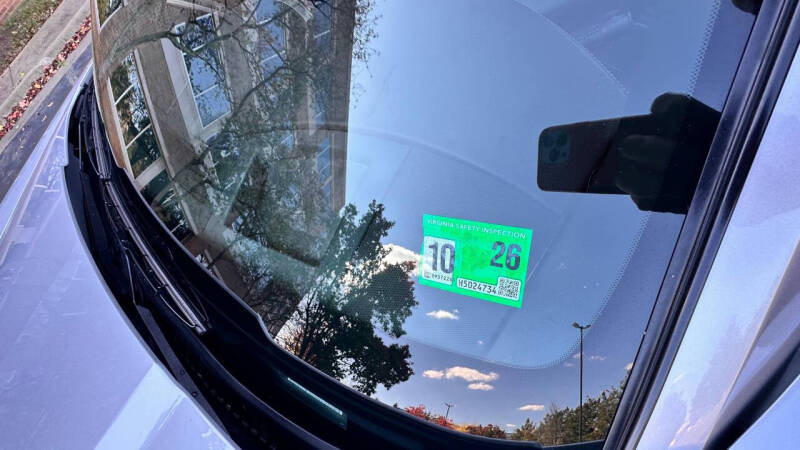 VIRGINIA SAFETY INSPECTION
10 26
H5024734